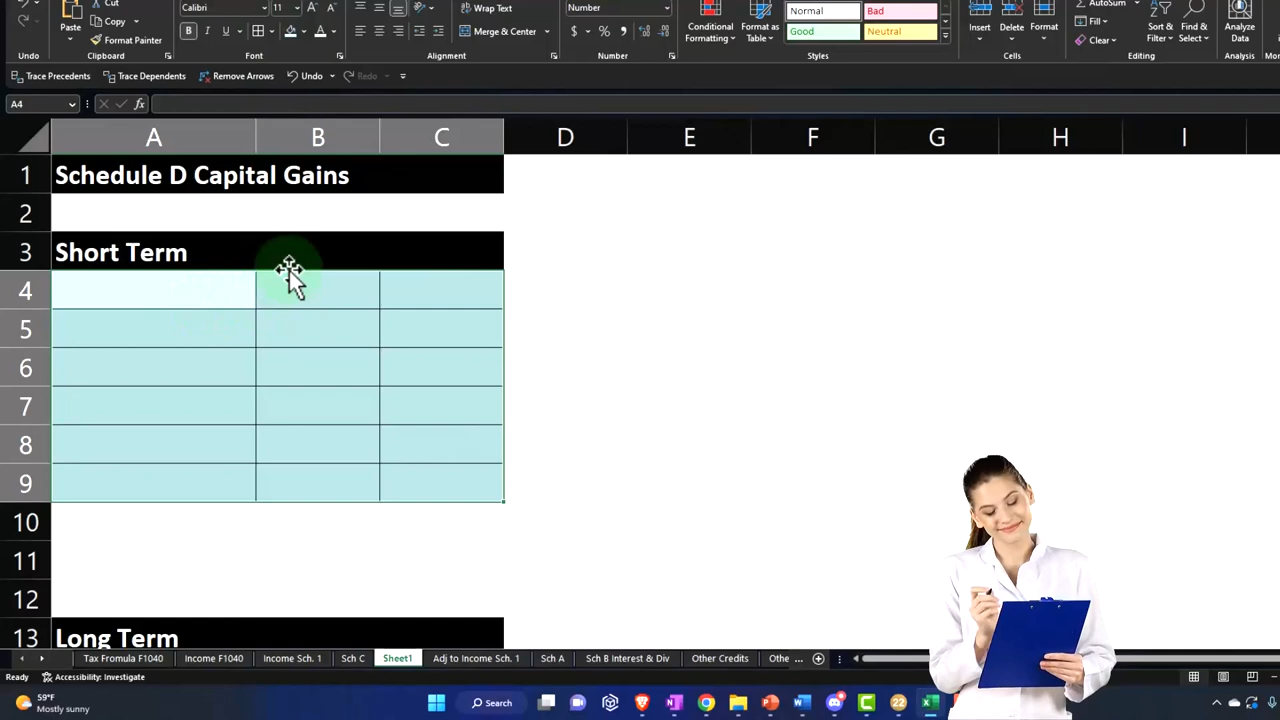 Cut
Calibri
11
Wrap Text
Number
Normal
Bad
AutoSum
Paste
Copy
Merge & Center
$
%
Conditional
Formatting
Format as
Table
Good
Neutral
Insert
Delete
Format
Fill
Clear
Sort &
Filter
Find &
Select
Analyze
Data
Format Painter
B I U
Undo
Clipboard
Font
Alignment
Number
Styles
Cells
Editing
Analysis
Trace Precedents
Trace Dependents
Remove Arrows
Undo
Redo
A4
fx
A B C D E F G H I
1 Schedule D Capital Gains
2
3 Short Term
4
5
6
7
8
9
10
11
12
13 Long Term
Tax Fromula F1040 Income F1040 Income Sch. 1 Sch C Sheet1 Adj to Income Sch. 1 Sch A Sch B Interest & Div Other Credits Othe ...
Ready
Accessibility: Investigate
59°F
Mostly sunny
Search
22